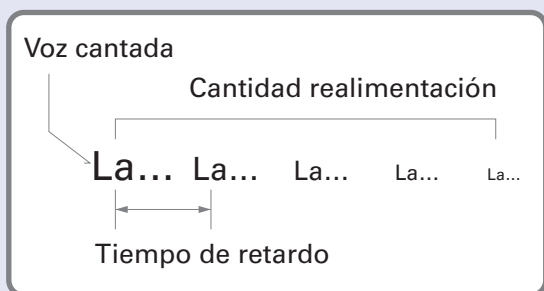 Voz cantada
Cantidad realimentación
La... La... La... La... La...
Tiempo de retardo